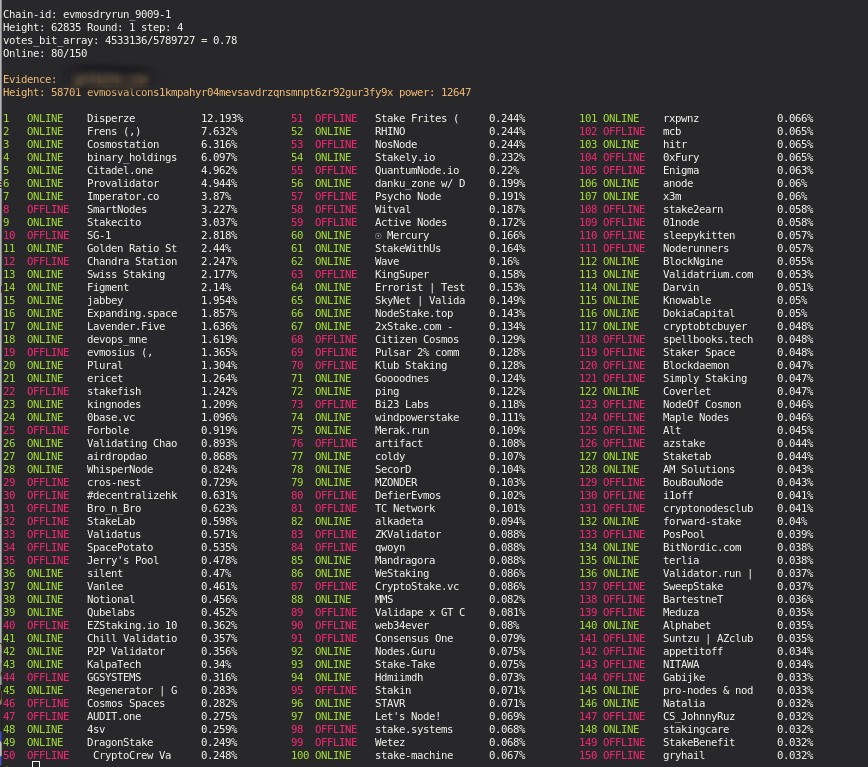 Chain-id: evmosdryrun_9009-1
Height: 62835 Round: 1 step: 4
votes_bit_array: 4533136/5789727 = 0.78
Online: 80/150
Evidence:
Height: 58701 evmosvalcons1kmpahyr04mevsavdrzqnsmnpt6zr92gur3fy9x power: 12647
1 ONLINE Disperze 12.193% 51 OFFLINE Stake Frites ( 0.244% 101 ONLINE rxpwnz 0.066%
2 ONLINE Frens (,) 7.632% 52 ONLINE RHINO 0.244% 102 OFFLINE mcb 0.065%
3 ONLINE Cosmostation 6.316% 53 OFFLINE NosNode 0.244% 103 ONLINE hitr 0.065%
4 ONLINE binary_holdings 6.097% 54 ONLINE Stakely.io 0.232% 104 OFFLINE 0xFury 0.065%
5 ONLINE Citadel.one 4.962% 55 OFFLINE QuantumNode.io 0.22% 105 OFFLINE Enigma 0.063%
6 ONLINE Provalidator 4.944% 56 ONLINE danku_zone w/ D 0.199% 106 ONLINE anode 0.06%
7 ONLINE Imperator.co 3.87% 57 OFFLINE Psycho Node 0.191% 107 ONLINE x3m 0.06%
8 OFFLINE SmartNodes 3.227% 58 OFFLINE Witval 0.187% 108 OFFLINE stake2earn 0.058%
9 ONLINE Stakecito 3.037% 59 OFFLINE Active Nodes 0.172% 109 OFFLINE 01node 0.058%
10 OFFLINE SG-1 2.818% 60 ONLINE ☉ Mercury 0.166% 110 OFFLINE sleepykitten 0.057%
11 ONLINE Golden Ratio St 2.44% 61 ONLINE StakeWithUs 0.164% 111 OFFLINE Noderunners 0.057%
12 OFFLINE Chandra Station 2.247% 62 ONLINE Wave 0.16% 112 ONLINE BlockNgine 0.055%
13 ONLINE Swiss Staking 2.177% 63 OFFLINE KingSuper 0.158% 113 ONLINE Validatrium.com 0.053%
14 ONLINE Figment 2.14% 64 ONLINE Errorist | Test 0.153% 114 ONLINE Darvin 0.051%
15 ONLINE jabbey 1.954% 65 ONLINE SkyNet | Valida 0.149% 115 ONLINE Knowable 0.05%
16 ONLINE Expanding.space 1.857% 66 ONLINE NodeStake.top 0.143% 116 ONLINE DokiaCapital 0.05%
17 ONLINE Lavender.Five 1.636% 67 ONLINE 2xStake.com - 0.134% 117 ONLINE cryptobtcbuyer 0.048%
18 ONLINE devops_mne 1.619% 68 OFFLINE Citizen Cosmos 0.129% 118 OFFLINE spellbooks.tech 0.048%
19 OFFLINE evmosius (, 1.365% 69 OFFLINE Pulsar 2% comm 0.128% 119 OFFLINE Staker Space 0.048%
20 ONLINE Plural 1.304% 70 OFFLINE Klub Staking 0.128% 120 OFFLINE Blockdaemon 0.047%
21 ONLINE ericet 1.264% 71 ONLINE Goooodnes 0.124% 121 OFFLINE Simply Staking 0.047%
22 OFFLINE stakefish 1.242% 72 ONLINE ping 0.122% 122 ONLINE Coverlet 0.047%
23 ONLINE kingnodes 1.209% 73 OFFLINE Bi23 Labs 0.118% 123 OFFLINE NodeOf Cosmon 0.046%
24 ONLINE 0base.vc 1.096% 74 ONLINE windpowerstake 0.111% 124 OFFLINE Maple Nodes 0.046%
25 OFFLINE Forbole 0.919% 75 ONLINE Merak.run 0.109% 125 OFFLINE Alt 0.045%
26 ONLINE Validating Chao 0.893% 76 OFFLINE artifact 0.108% 126 OFFLINE azstake 0.044%
27 ONLINE airdropdao 0.868% 77 ONLINE coldy 0.107% 127 ONLINE Staketab 0.044%
28 ONLINE WhisperNode 0.824% 78 ONLINE SecorD 0.104% 128 ONLINE AM Solutions 0.043%
29 OFFLINE cros-nest 0.729% 79 ONLINE MZONDER 0.103% 129 OFFLINE BouBouNode 0.043%
30 OFFLINE #decentralizehk 0.631% 80 OFFLINE DefierEvmos 0.102% 130 OFFLINE i1off 0.041%
31 OFFLINE Bro_n_Bro 0.623% 81 OFFLINE TC Network 0.101% 131 OFFLINE cryptonodesclub 0.041%
32 OFFLINE StakeLab 0.598% 82 ONLINE alkadeta 0.094% 132 ONLINE forward-stake 0.04%
33 OFFLINE Validatus 0.571% 83 OFFLINE ZKValidator 0.088% 133 OFFLINE PosPool 0.039%
34 OFFLINE SpacePotato 0.535% 84 OFFLINE qwoyn 0.088% 134 ONLINE BitNordic.com 0.038%
35 OFFLINE Jerry's Pool 0.478% 85 ONLINE Mandragora 0.088% 135 ONLINE terlia 0.038%
36 ONLINE silent 0.47% 86 ONLINE WeStaking 0.086% 136 ONLINE Validator.run | 0.037%
37 ONLINE Vanlee 0.461% 87 OFFLINE CryptoStake.vc 0.086% 137 OFFLINE SweepStake 0.037%
38 ONLINE Notional 0.456% 88 ONLINE MMS 0.082% 138 OFFLINE BartestneT 0.036%
39 ONLINE Qubelabs 0.452% 89 OFFLINE Validape x GT C 0.081% 139 OFFLINE Meduza 0.035%
40 OFFLINE EZStaking.io 10 0.362% 90 OFFLINE web34ever 0.08% 140 ONLINE Alphabet 0.035%
41 ONLINE Chill Validatio 0.357% 91 OFFLINE Consensus One 0.079% 141 OFFLINE Suntzu | AZclub 0.035%
42 ONLINE P2P Validator 0.356% 92 ONLINE Nodes.Guru 0.075% 142 OFFLINE appetitoff 0.034%
43 ONLINE KalpaTech 0.34% 93 ONLINE Stake-Take 0.075% 143 OFFLINE NITAWA 0.034%
44 OFFLINE GGSYSTEMS 0.316% 94 ONLINE Hdmiimdh 0.073% 144 OFFLINE Gabijke 0.033%
45 ONLINE Regenerator | G 0.283% 95 OFFLINE Stakin 0.071% 145 ONLINE pro-nodes & nod 0.033%
46 OFFLINE Cosmos Spaces 0.282% 96 ONLINE STAVR 0.071% 146 ONLINE Natalia 0.032%
47 OFFLINE AUDIT.one 0.275% 97 ONLINE Let's Node! 0.069% 147 OFFLINE CS_JohnnyRuz 0.032%
48 ONLINE 4sv 0.259% 98 OFFLINE stake.systems 0.068% 148 ONLINE stakingcare 0.032%
49 ONLINE DragonStake 0.249% 99 OFFLINE Wetez 0.068% 149 OFFLINE StakeBenefit 0.032%
50 OFFLINE CryptoCrew Va 0.248% 100 ONLINE stake-machine 0.067% 150 OFFLINE gryhail 0.032%